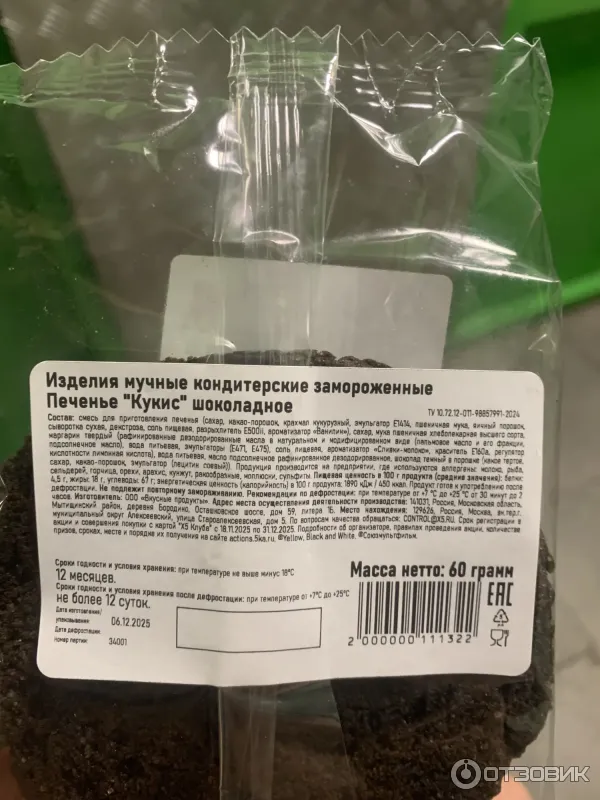 Изделия мучные кондитерские замороженные
Печенье "Кукис" шоколадное
ТУ 10.72.12-011-98857991-2024
Состав: смесь для приготовления печенья (сахар, какао-порошок, крахмал кукурузный, эмульгатор E1414, пшеничная мука, яичный порошок,
сыворотка сухая, декстроза, соль пищевая, разрыхлитель E500ii, ароматизатор «Ванилин»), сахар, мука пшеничная хлебопекарная высшего сорта,
маргарин твердый (рафинированные дезодорированные масла в натуральном и модифицированном виде (пальмовое масло и его фракции,
подсолнечное масло), вода питьевая, эмульгаторы (E471, E475), соль пищевая, ароматизатор «Сливки-молоко», краситель E160a, регулятор
кислотности лимонная кислота), вода питьевая, масло подсолнечное рафинированное дезодорированное, шоколад темный в порошке (какао тертое,
сахар, какао-порошок, эмульгатор (лецитин соевый)). Продукция производится на предприятии, где используются аллергены: молоко, рыба,
сельдерей, горчица, орехи, арахис, кунжут, ракообразные, моллюски, сульфиты. Пищевая ценность в 100 г продукта (средние значения): белки:
4,5 г, жиры: 18 г, углеводы: 67 г; энергетическая ценность (калорийность) в 100 г продукта: 1890 кДж / 450 ккал. Продукт готов к употреблению после
дефростации. Не подлежит повторному замораживанию. Рекомендации по дефростации: при температуре от +7 °C до +25 °C от 30 минут до 2
часов. Изготовитель: ООО «Вкусные продукты» Адрес места осуществления деятельности: 141031, Россия, Московская область,
Мытищинский район, деревня Бородино, Осташковское шоссе, дом 59, литера 1Б. Место нахождения: 129626, Россия, Москва, вн.тер.г.
муниципальный округ Алексеевский, улица Староалексеевская, дом 5. По вопросам качества обращаться: CONTROL@X5.RU. Срок регистрации в
акции и совершения покупки с картой "X5 Клуба" с 18.11.2025 по 31.12.2025. Подробности об организаторе, правилах проведения акции, количестве
призов, сроках, месте и порядке их получения на сайте actions.5ka.ru. ©Yellow, Black and White. ©Союзмультфильм.
Сроки годности и условия хранения: при температуре не выше минус 18°C
12 месяцев.
Сроки годности и условия хранения после дефростации: при температуре от +7°C до +25°C
не более 12 суток.
Дата изготовления/
упаковывания: 06.12.2025
Дата дефростации:
номер партии: 34001
Масса нетто: 60 грамм
2 000000 111322
EAC
ОТЗОВИК